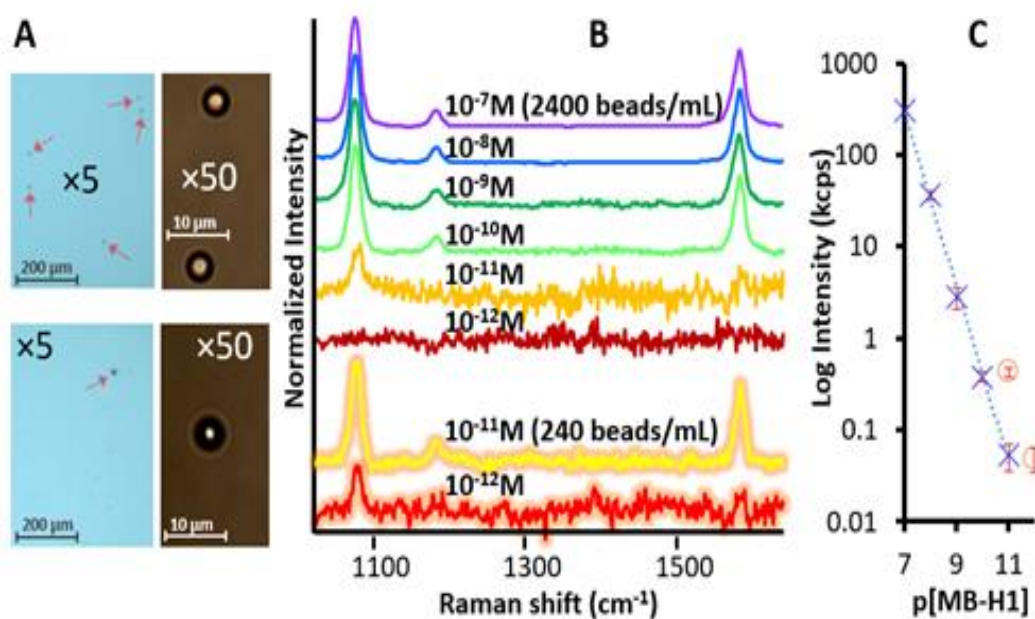 A
×5
200 µm
×50
10 µm
×5
200 µm
×50
10 µm
B
Normalized Intensity
10⁻⁷M (2400 beads/mL)
10⁻⁸M
10⁻⁹M
10⁻¹⁰M
10⁻¹¹M
10⁻¹²M
10⁻¹¹M (240 beads/mL)
10⁻¹²M
1100 1300 1500
Raman shift (cm⁻¹)
C
Log Intensity (kcps)
1000
100
10
1
0.1
0.01
7 9 11
p[MB-H1]